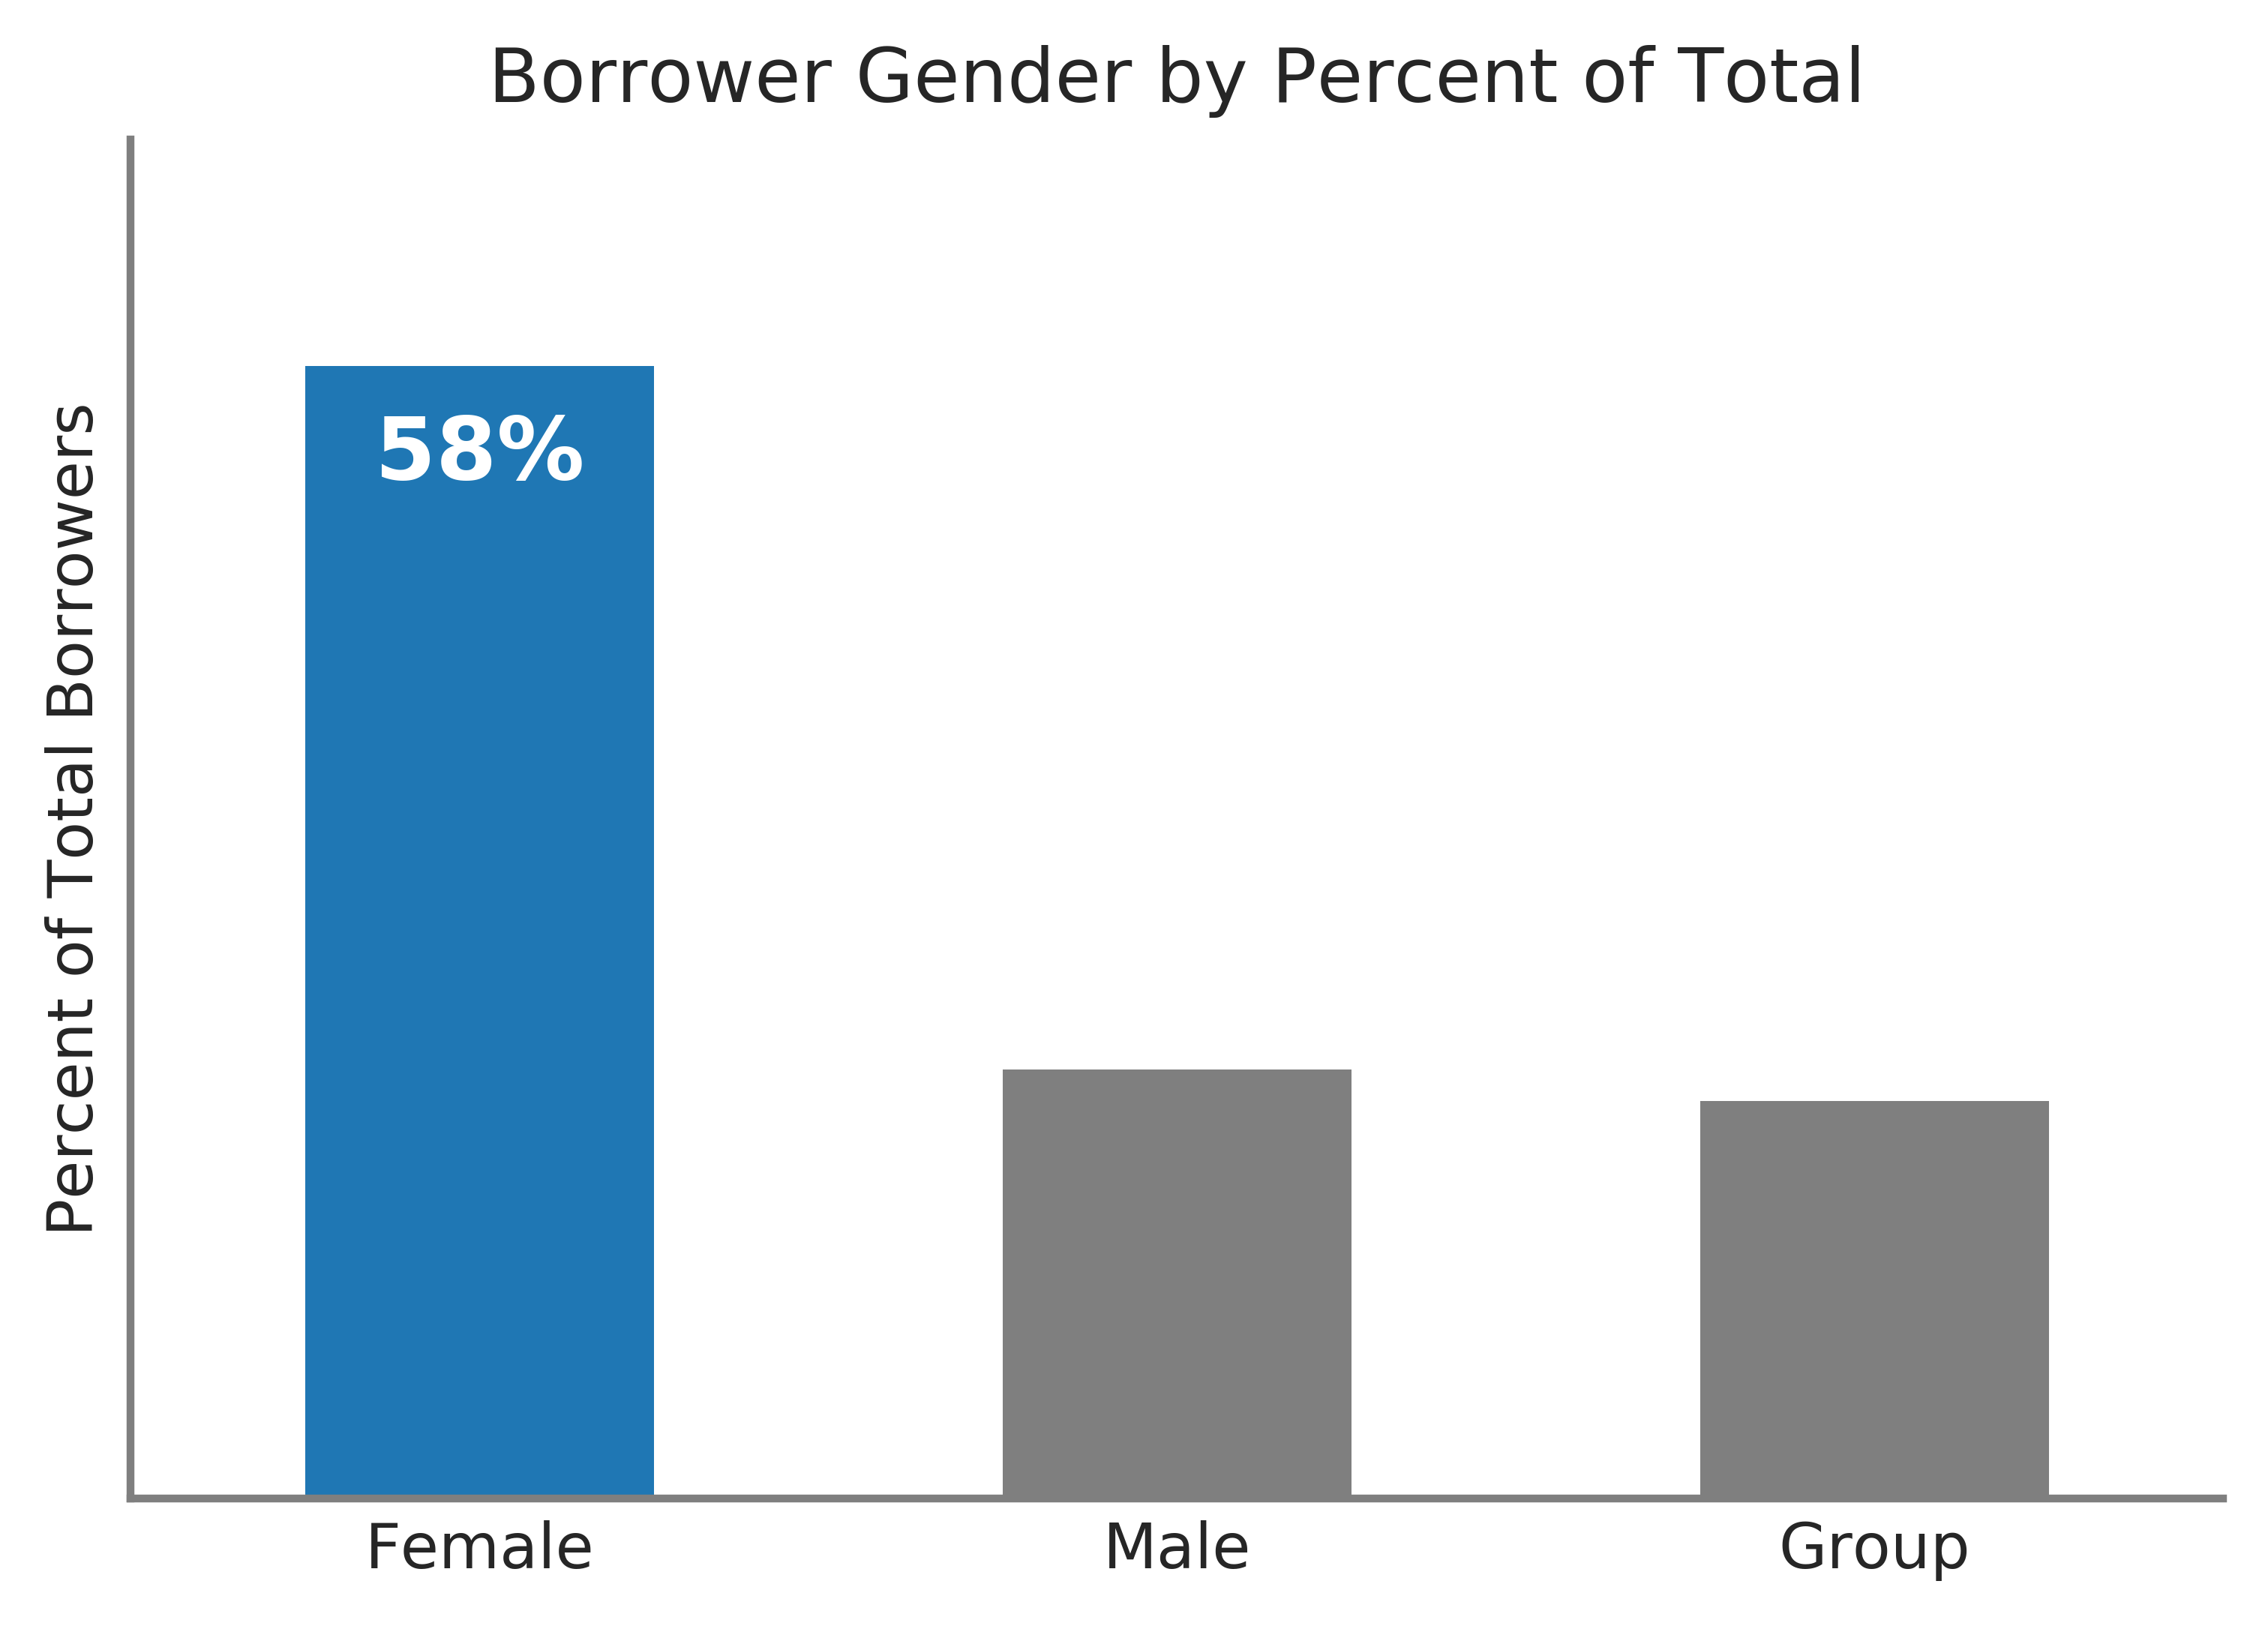 Borrower Gender by Percent of Total
Percent of Total Borrowers
58%
Female
Male
Group